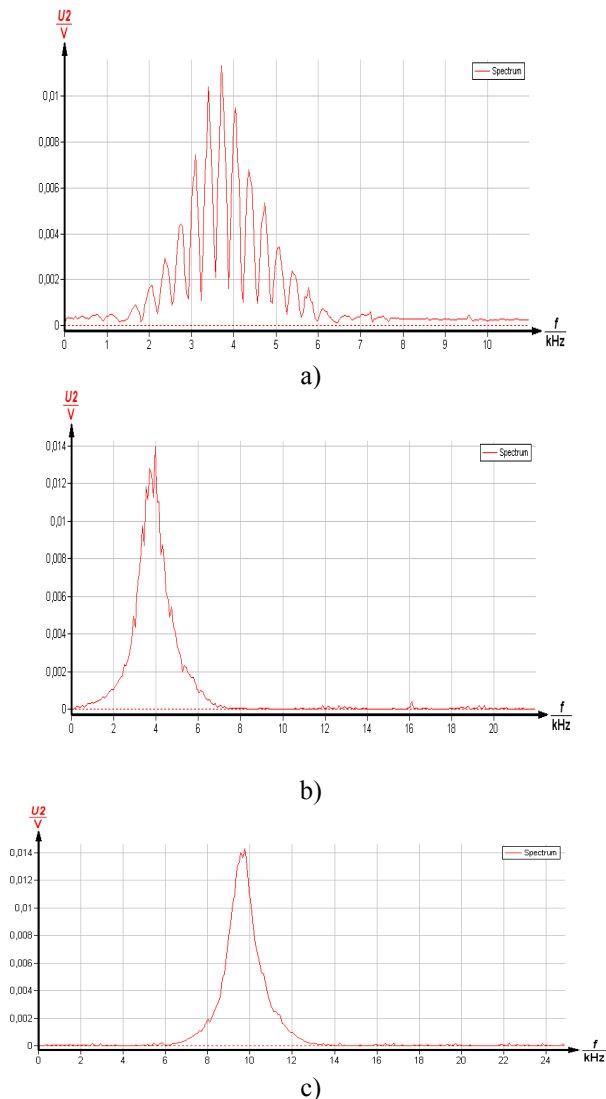 U2
V
Spectrum
0,01
0,008
0,006
0,004
0,002
0
0 1 2 3 4 5 6 7 8 9 10
f
kHz
a)
U2
V
Spectrum
0,014
0,012
0,01
0,008
0,006
0,004
0,002
0
0 2 4 6 8 10 12 14 16 18 20
f
kHz
b)
U2
V
Spectrum
0,014
0,012
0,01
0,008
0,006
0,004
0,002
0
0 2 4 6 8 10 12 14 16 18 20 22 24
f
kHz
c)